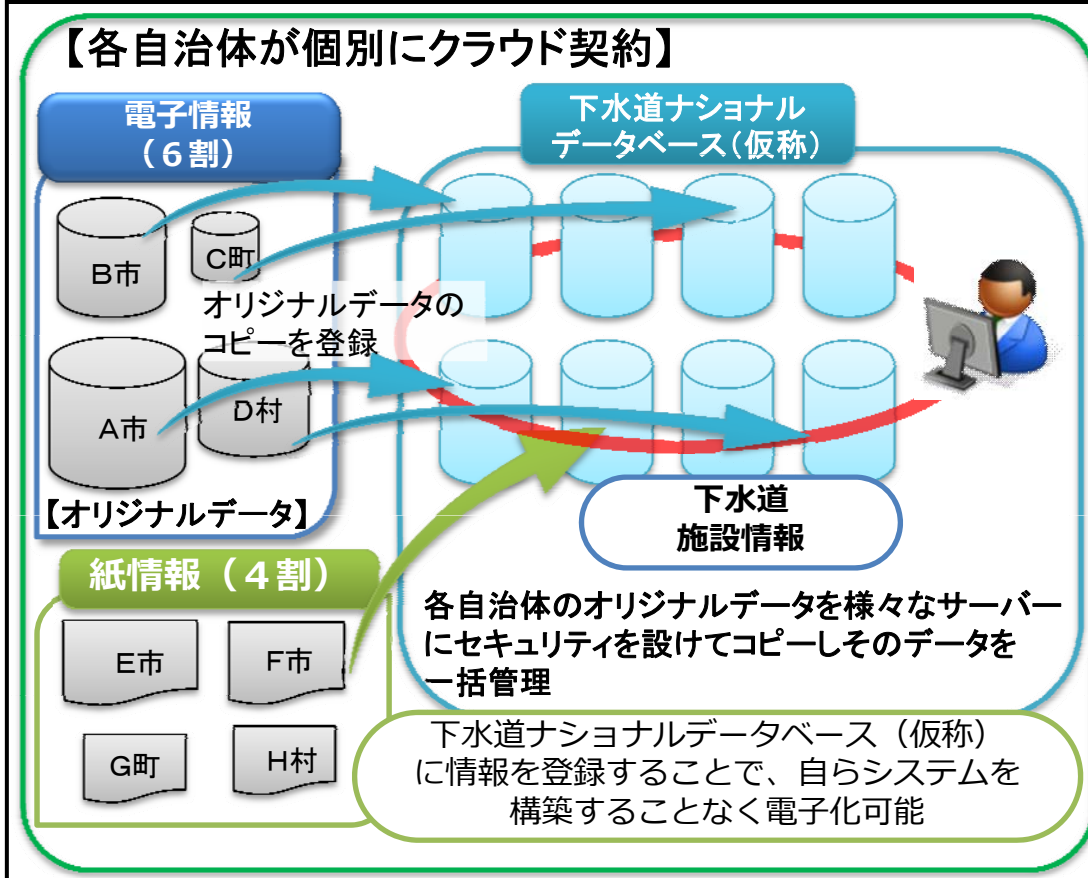 【各自治体が個別にクラウド契約】
電子情報
（６割）
下水道ナショナル
データベース（仮称）
B市
C町
オリジナルデータの
コピーを登録
A市
D村
【オリジナルデータ】
下水道
施設情報
紙情報（４割）
E市
F市
G町
H村
各自治体のオリジナルデータを様々なサーバー
にセキュリティを設けてコピーしそのデータを
一括管理
下水道ナショナルデータベース（仮称）
に情報を登録することで、自らシステムを
構築することなく電子化可能